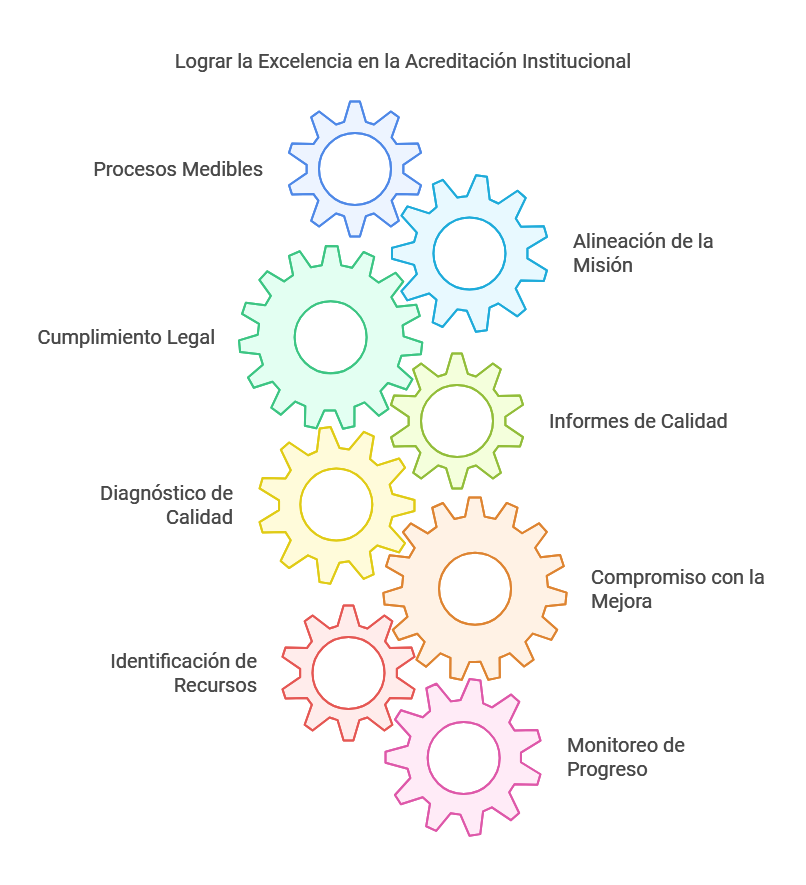 Lograr la Excelencia en la Acreditación Institucional
Procesos Medibles
Alineación de la
Misión
Cumplimiento Legal
Informes de Calidad
Diagnóstico de
Calidad
Compromiso con la
Mejora
Identificación de
Recursos
Monitoreo de
Progreso